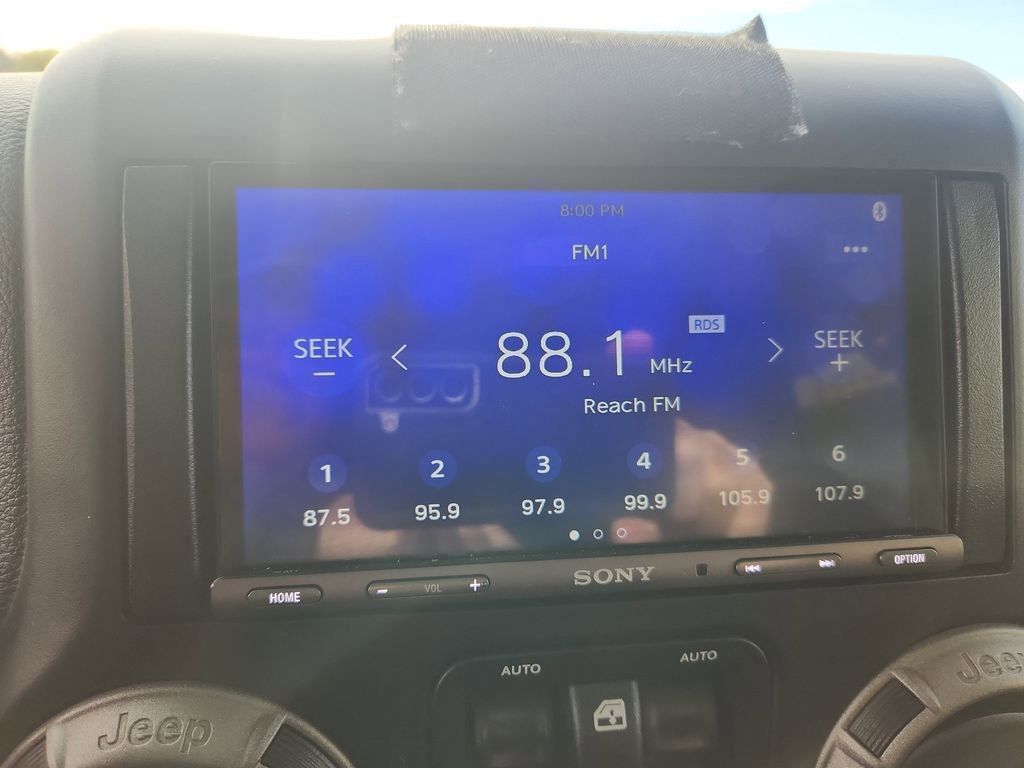 8:00 PM
FM1
SEEK
−
88.1 MHz
RDS
SEEK
+
Reach FM
1 2 3 4 5 6
87.5 95.9 97.9 99.9 105.9 107.9
HOME
− VOL +
SONY
OPTION
AUTO AUTO
Jeep
Jeep